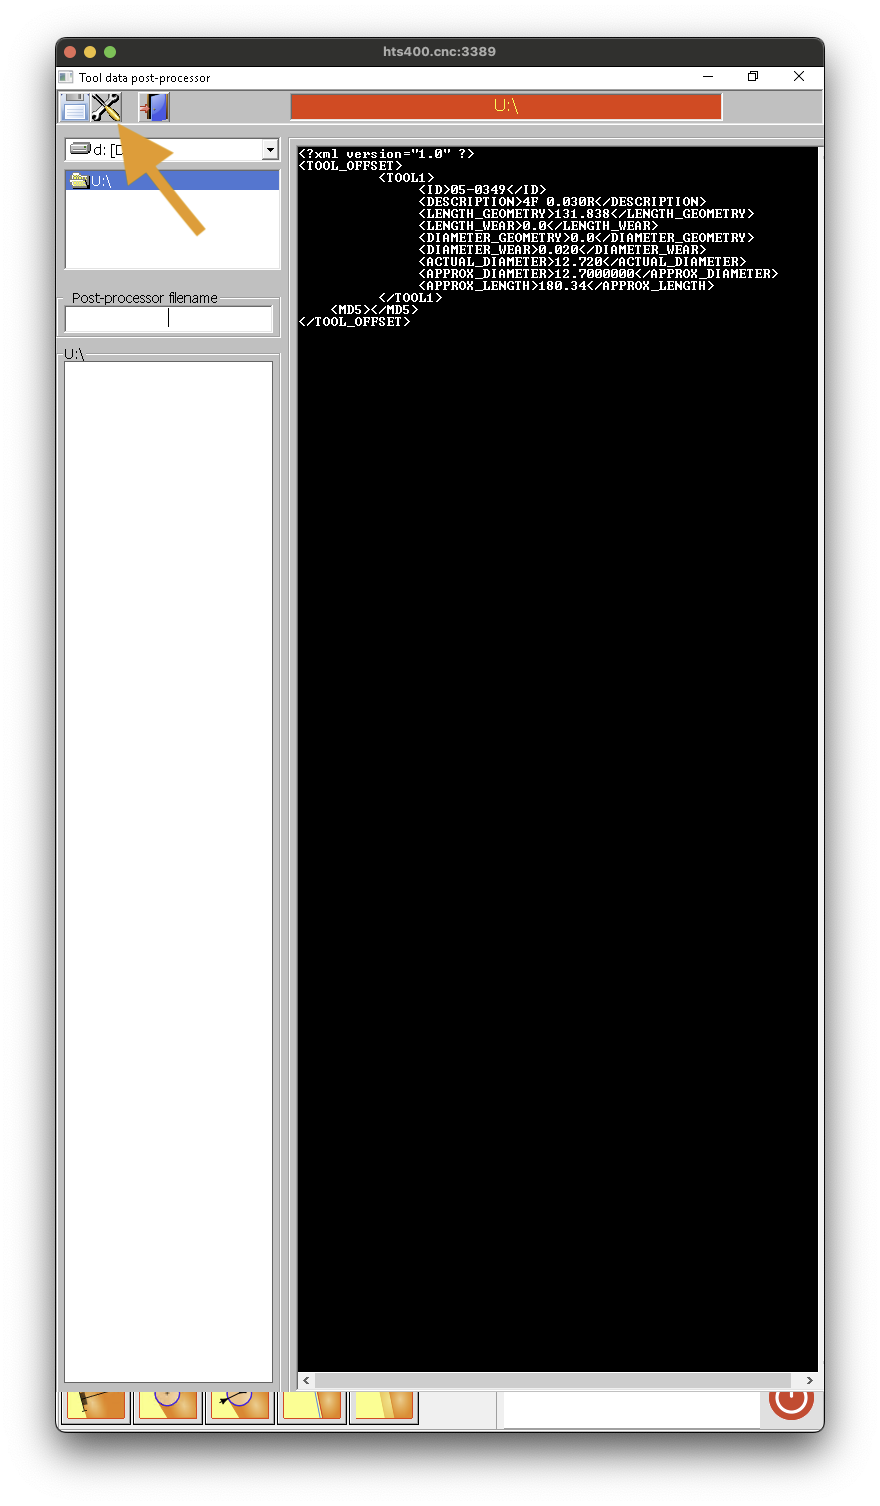 hts400.cnc:3389
Tool data post-processor
U:\
d: [D
U:\
Post-processor filename
U:\
<?xml version="1.0" ?>
<TOOL_OFFSET>
<TOOL1>
<ID>05-0349</ID>
<DESCRIPTION>4F 0.030R</DESCRIPTION>
<LENGTH_GEOMETRY>131.838</LENGTH_GEOMETRY>
<LENGTH_WEAR>0.0</LENGTH_WEAR>
<DIAMETER_GEOMETRY>0.0</DIAMETER_GEOMETRY>
<DIAMETER_WEAR>0.020</DIAMETER_WEAR>
<ACTUAL_DIAMETER>12.720</ACTUAL_DIAMETER>
<APPROX_DIAMETER>12.7000000</APPROX_DIAMETER>
<APPROX_LENGTH>180.34</APPROX_LENGTH>
</TOOL1>
<MD5></MD5>
</TOOL_OFFSET>